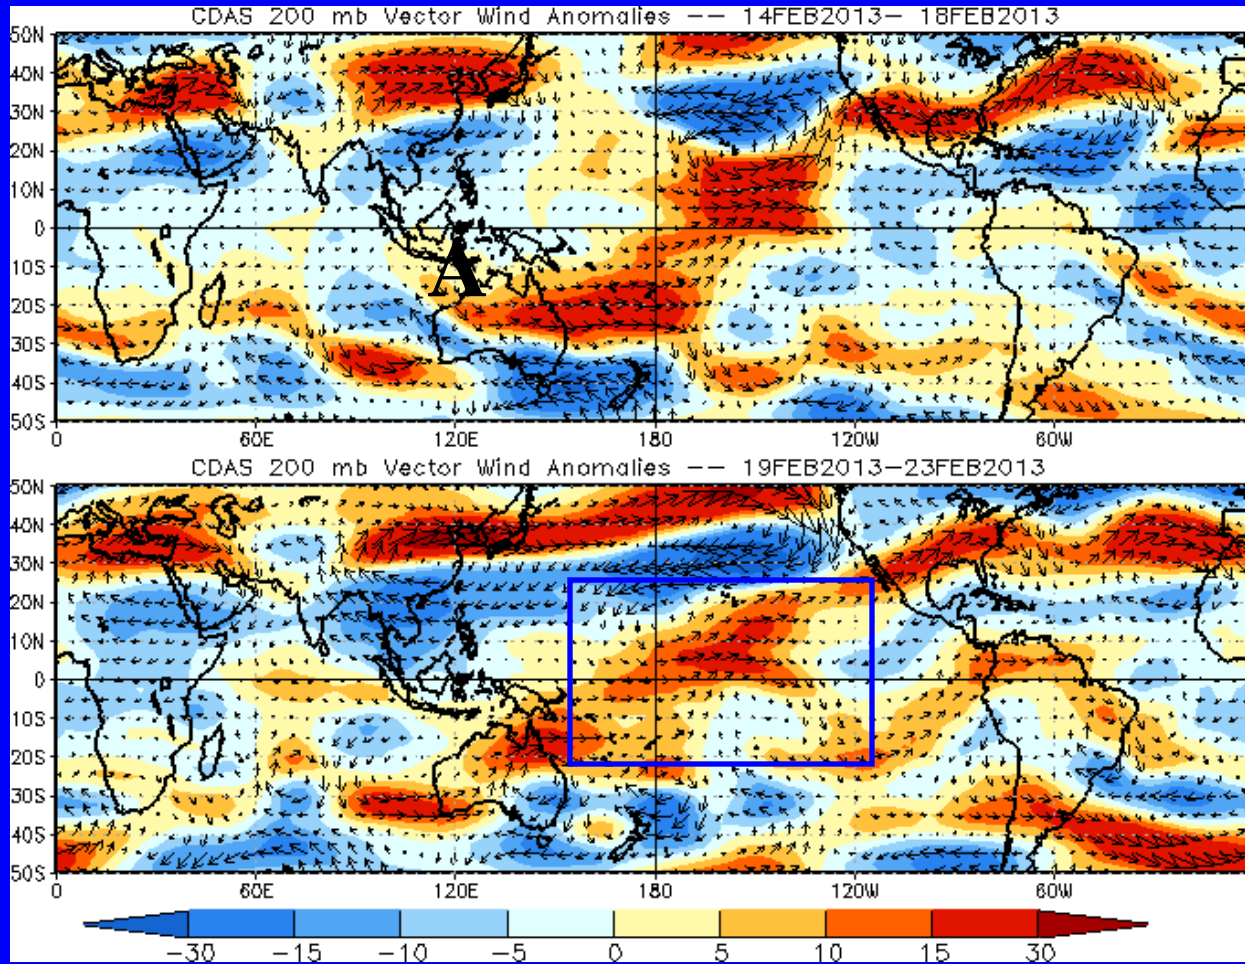 CDAS 200 mb Vector Wind Anomalies -- 14FEB2013- 18FEB2013
50N
40N
30N
20N
10N
0
10S
20S
30S
40S
50S
A
0 60E 120E 180 120W 60W
CDAS 200 mb Vector Wind Anomalies -- 19FEB2013-23FEB2013
50N
40N
30N
20N
10N
0
10S
20S
30S
40S
50S
0 60E 120E 180 120W 60W
-30 -15 -10 -5 0 5 10 15 30